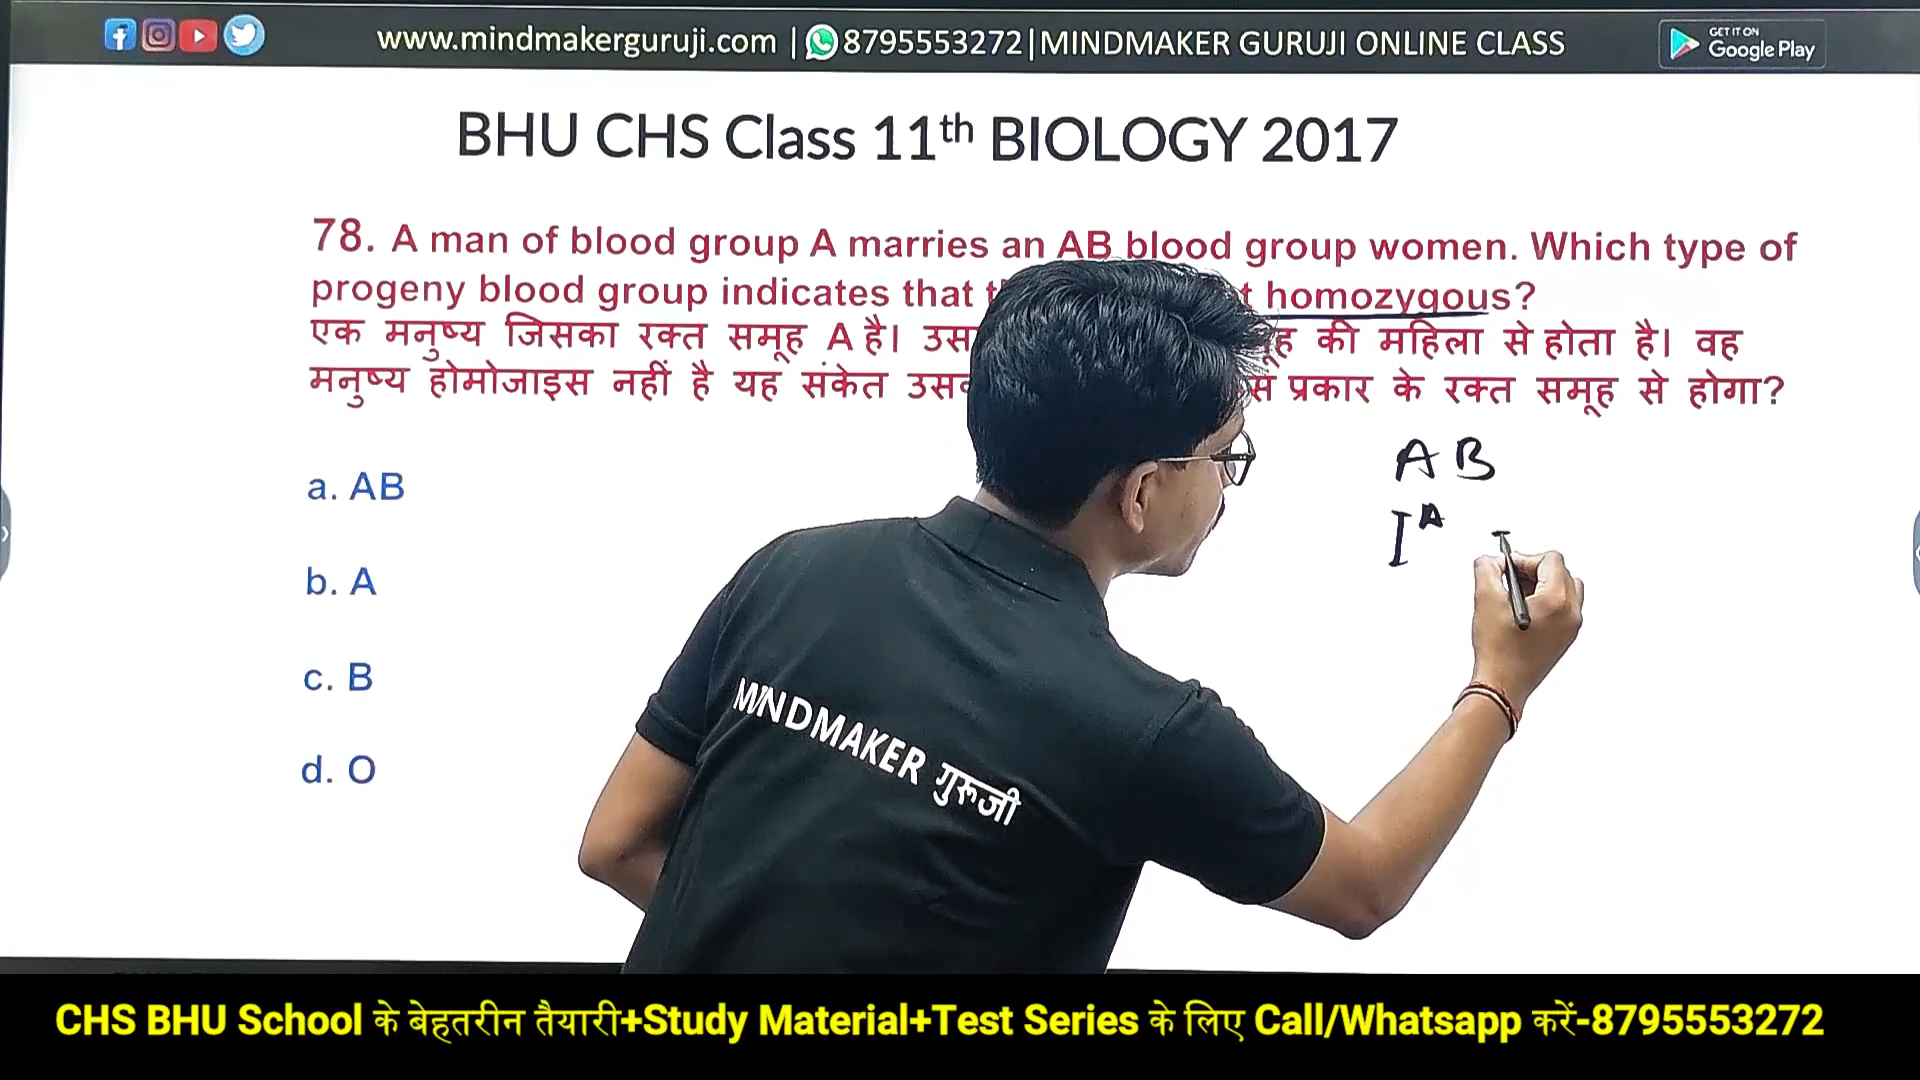 www.mindmakerguruji.com | 8795553272|MINDMAKER GURUJI ONLINE CLASS
GET IT ON
Google Play
BHU CHS Class 11th BIOLOGY 2017
78. A man of blood group A marries an AB blood group women. Which type of
progeny blood group indicates that homozygous?
एक मनुष्य जिसका रक्त समूह A है। की महिला से होता है। वह
मनुष्य होमोजाइस नहीं है यह संकेत प्रकार के रक्त समूह से होगा?
A B
I A
a. AB
b. A
c. B
d. O
MINDMAKER गुरूजी
CHS BHU School के बेहतरीन तैयारी+Study Material+Test Series के लिए Call/Whatsapp करें-8795553272